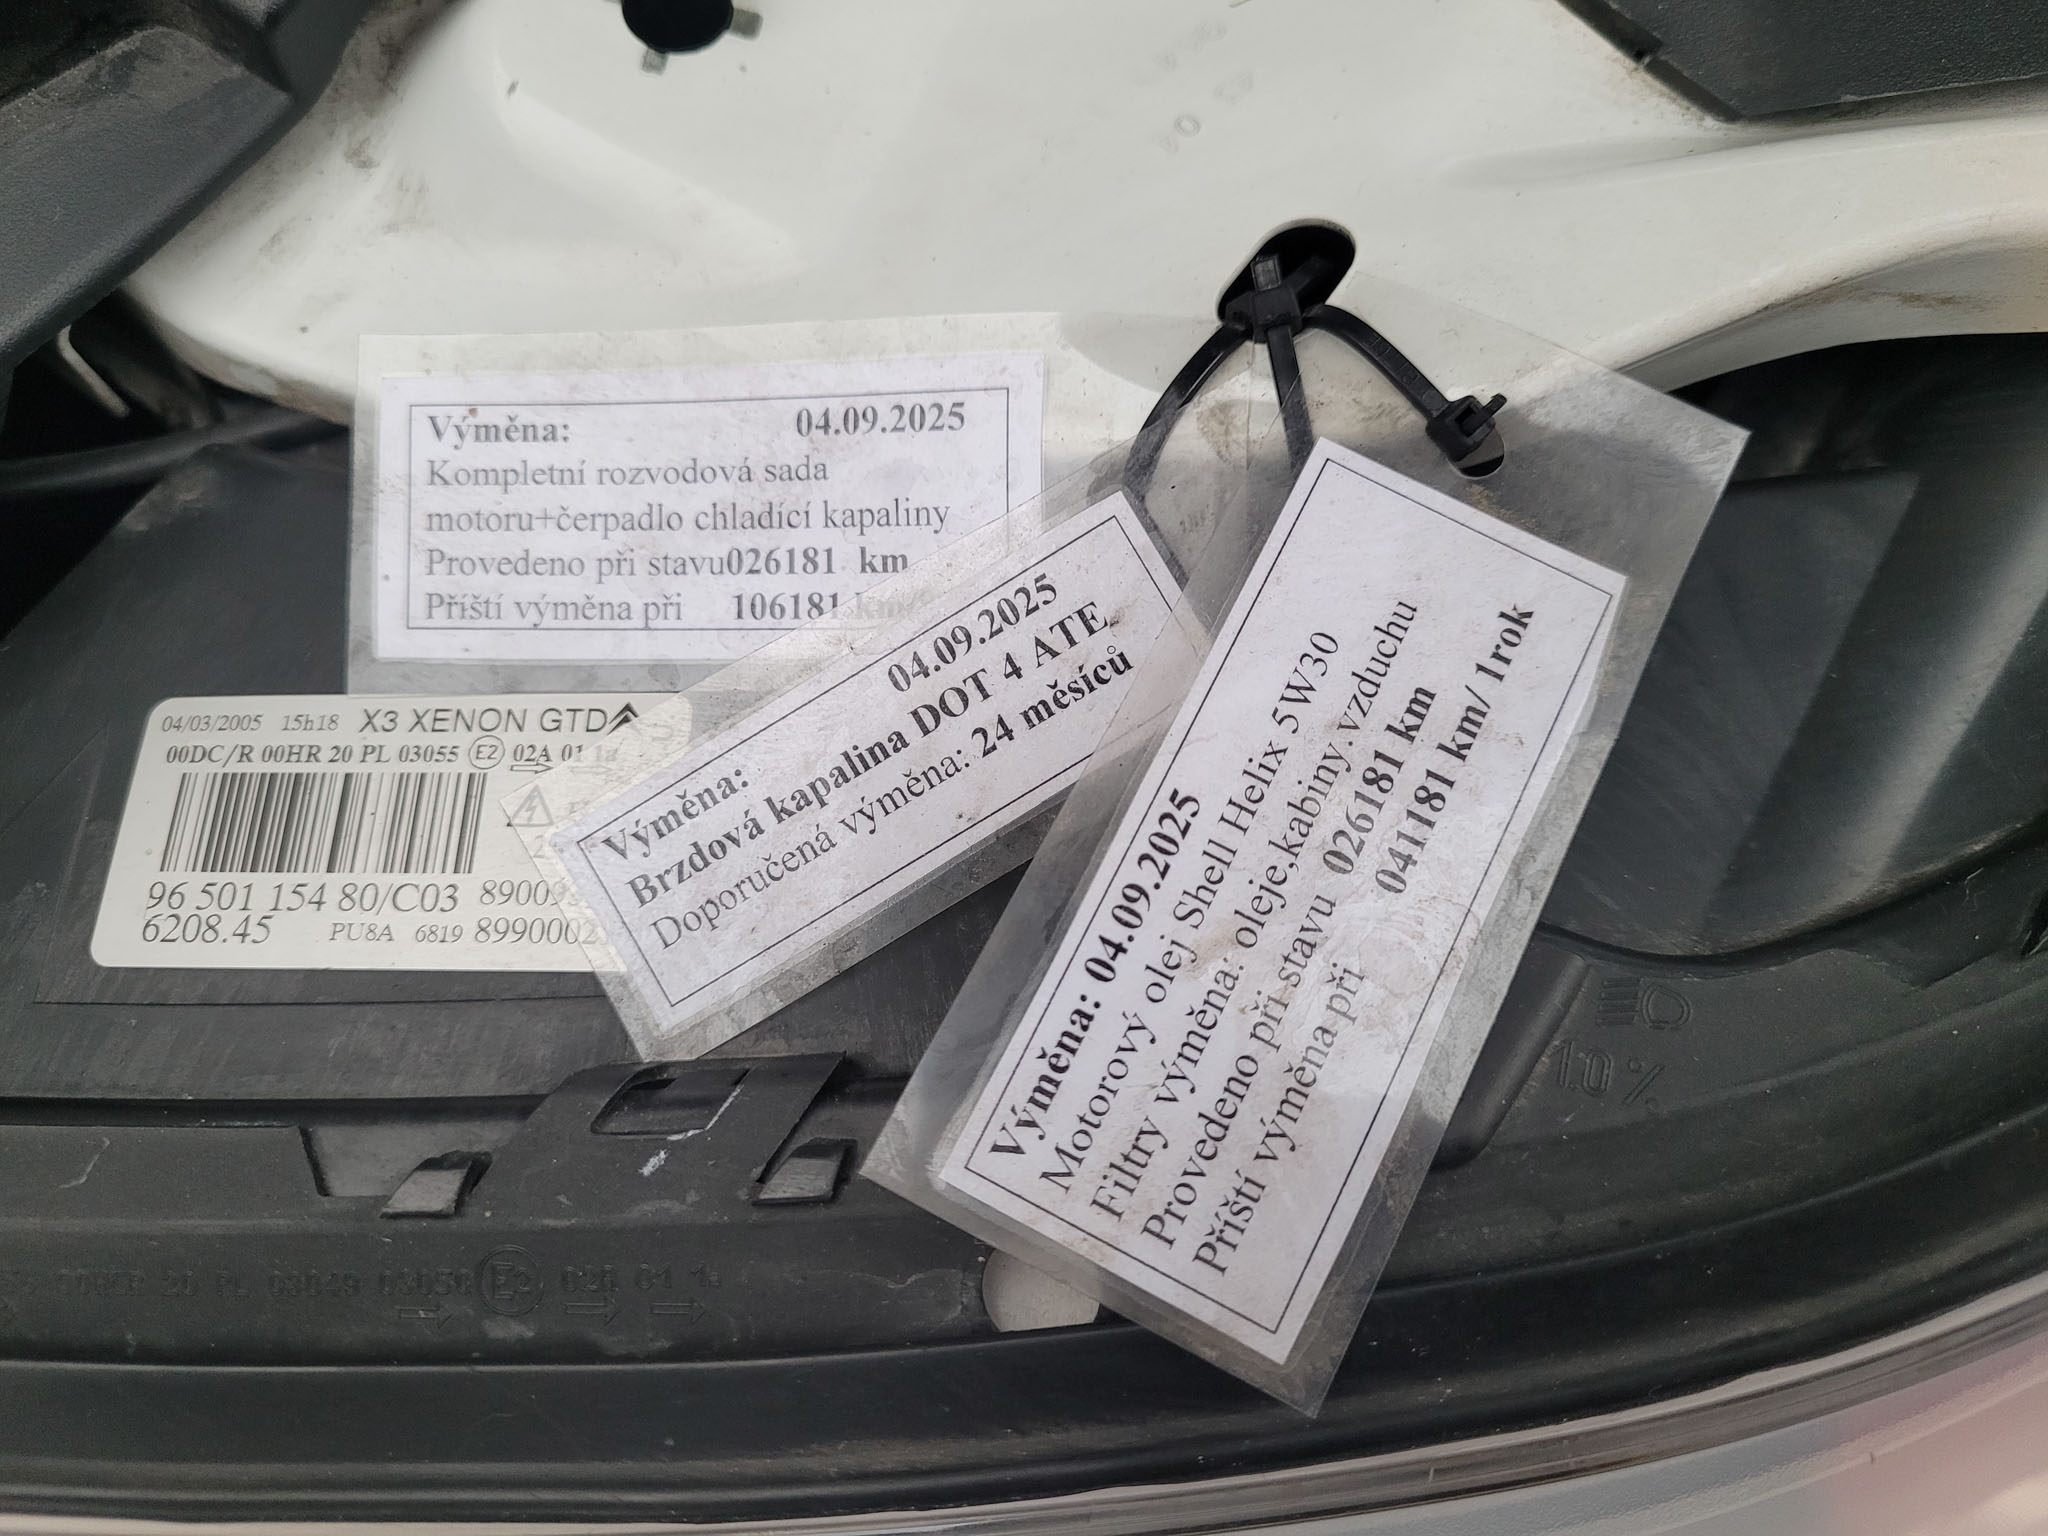 Výměna: 04.09.2025
Kompletní rozvodová sada
motoru+čerpadlo chladící kapaliny
Provedeno při stavu026181 km
Příští výměna při 106181 km
Výměna: 04.09.2025
Brzdová kapalina DOT 4 ATE
Doporučená výměna: 24 měsíců
Výměna: 04.09.2025
Motorový olej Shell Helix 5W30
Filtry výměna: oleje,kabiny.vzduchu
Provedeno při stavu 026181 km
Příští výměna při 041181 km/1rok
04/03/2005 15h18 X3 XENON GTD
00DC/R 00HR 20 PL 03055 E2 02A 01 1a
96 501 154 80/C03
6208.45 PU8A 6819
10 %